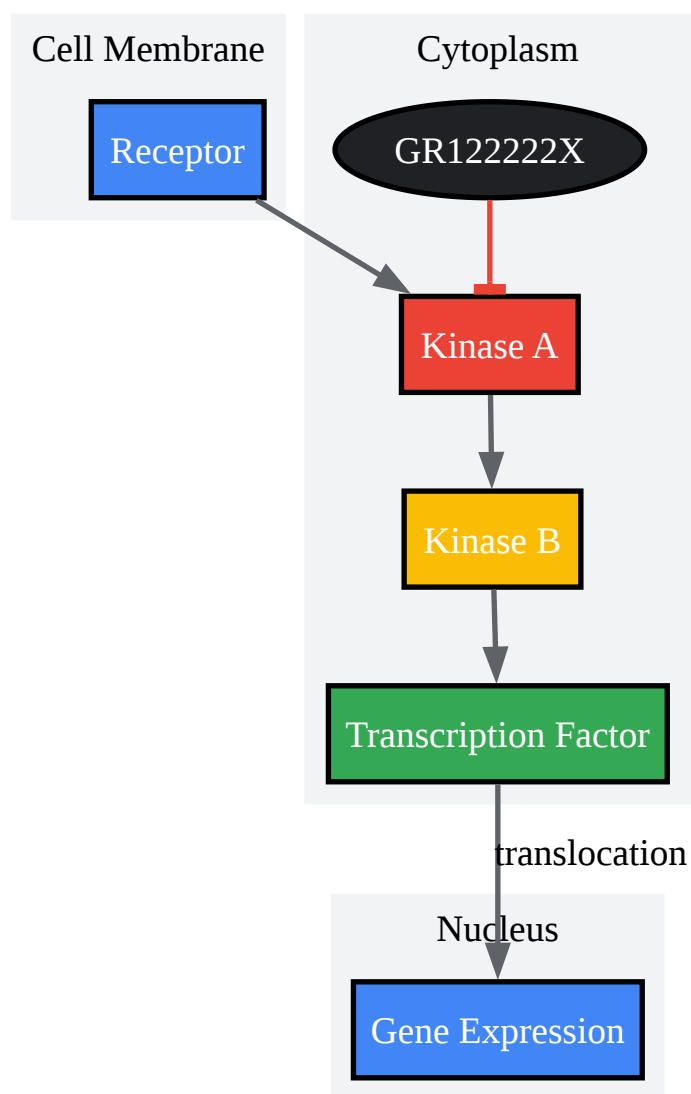 Cell Membrane
Cytoplasm
Receptor
GR122222X
Kinase A
Kinase B
Transcription Factor
translocation
Nucleus
Gene Expression